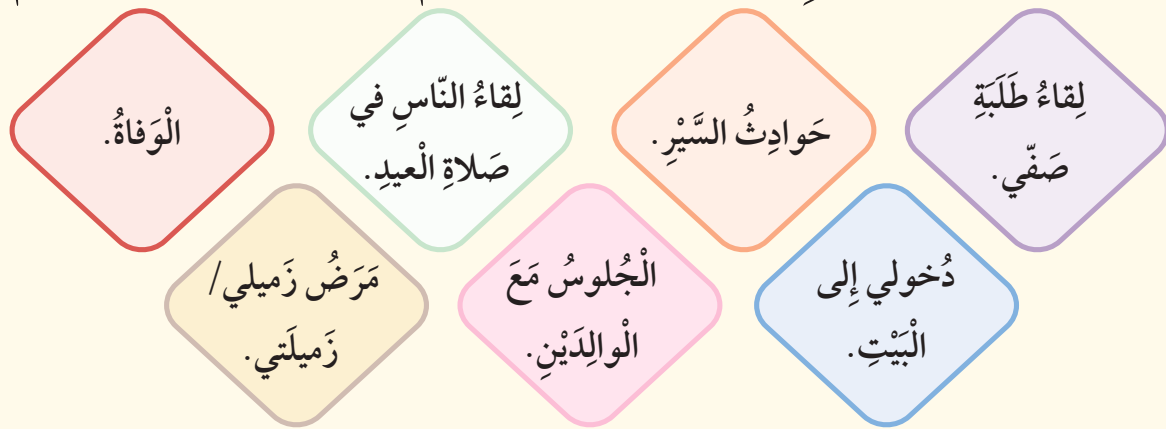 لِقاءُ طَلَبَةِ
صَفّي.
حَوادِثُ السَّيْرِ.
لِقاءُ النّاسِ في
صَلاةِ الْعيدِ.
الْوَفاةُ.
دُخولي إِلى
الْبَيْتِ.
الْجُلوسُ مَعَ
الْوالِدَيْنِ.
مَرَضُ زَميلي/
زَميلَتي.